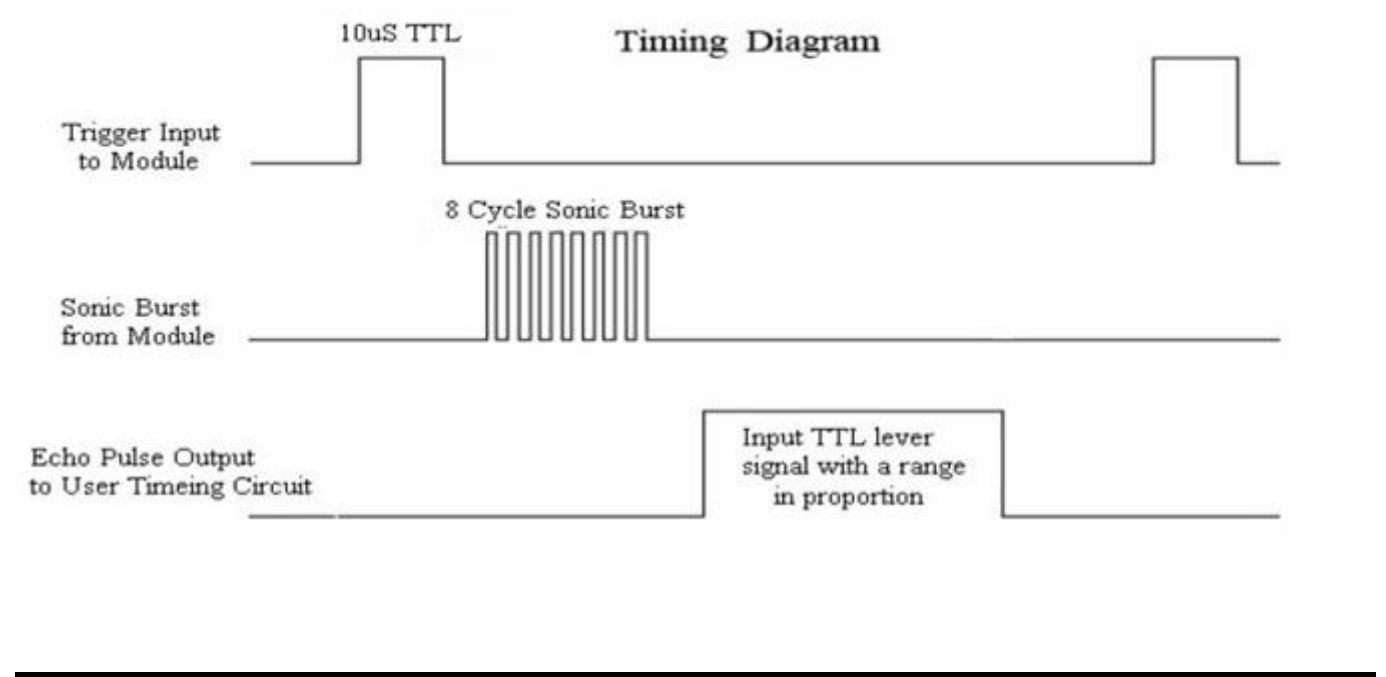 10uS TTL
Timing Diagram
Trigger Input
to Module
8 Cycle Sonic Burst
Sonic Burst
from Module
Echo Pulse Output
to User Timeing Circuit
Input TTL lever
signal with a range
in proportion